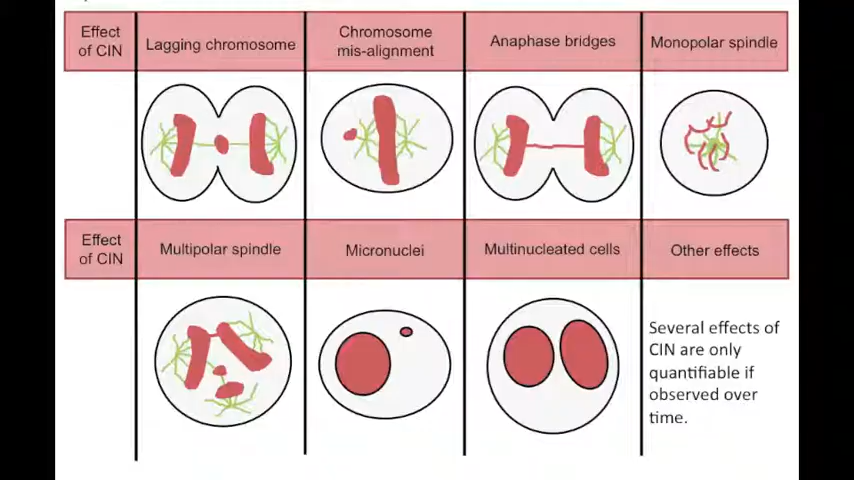 Effect
of CIN
Lagging chromosome
Chromosome
mis-alignment
Anaphase bridges
Monopolar spindle
Effect
of CIN
Multipolar spindle
Micronuclei
Multinucleated cells
Other effects
Several effects of
CIN are only
quantifiable if
observed over
time.